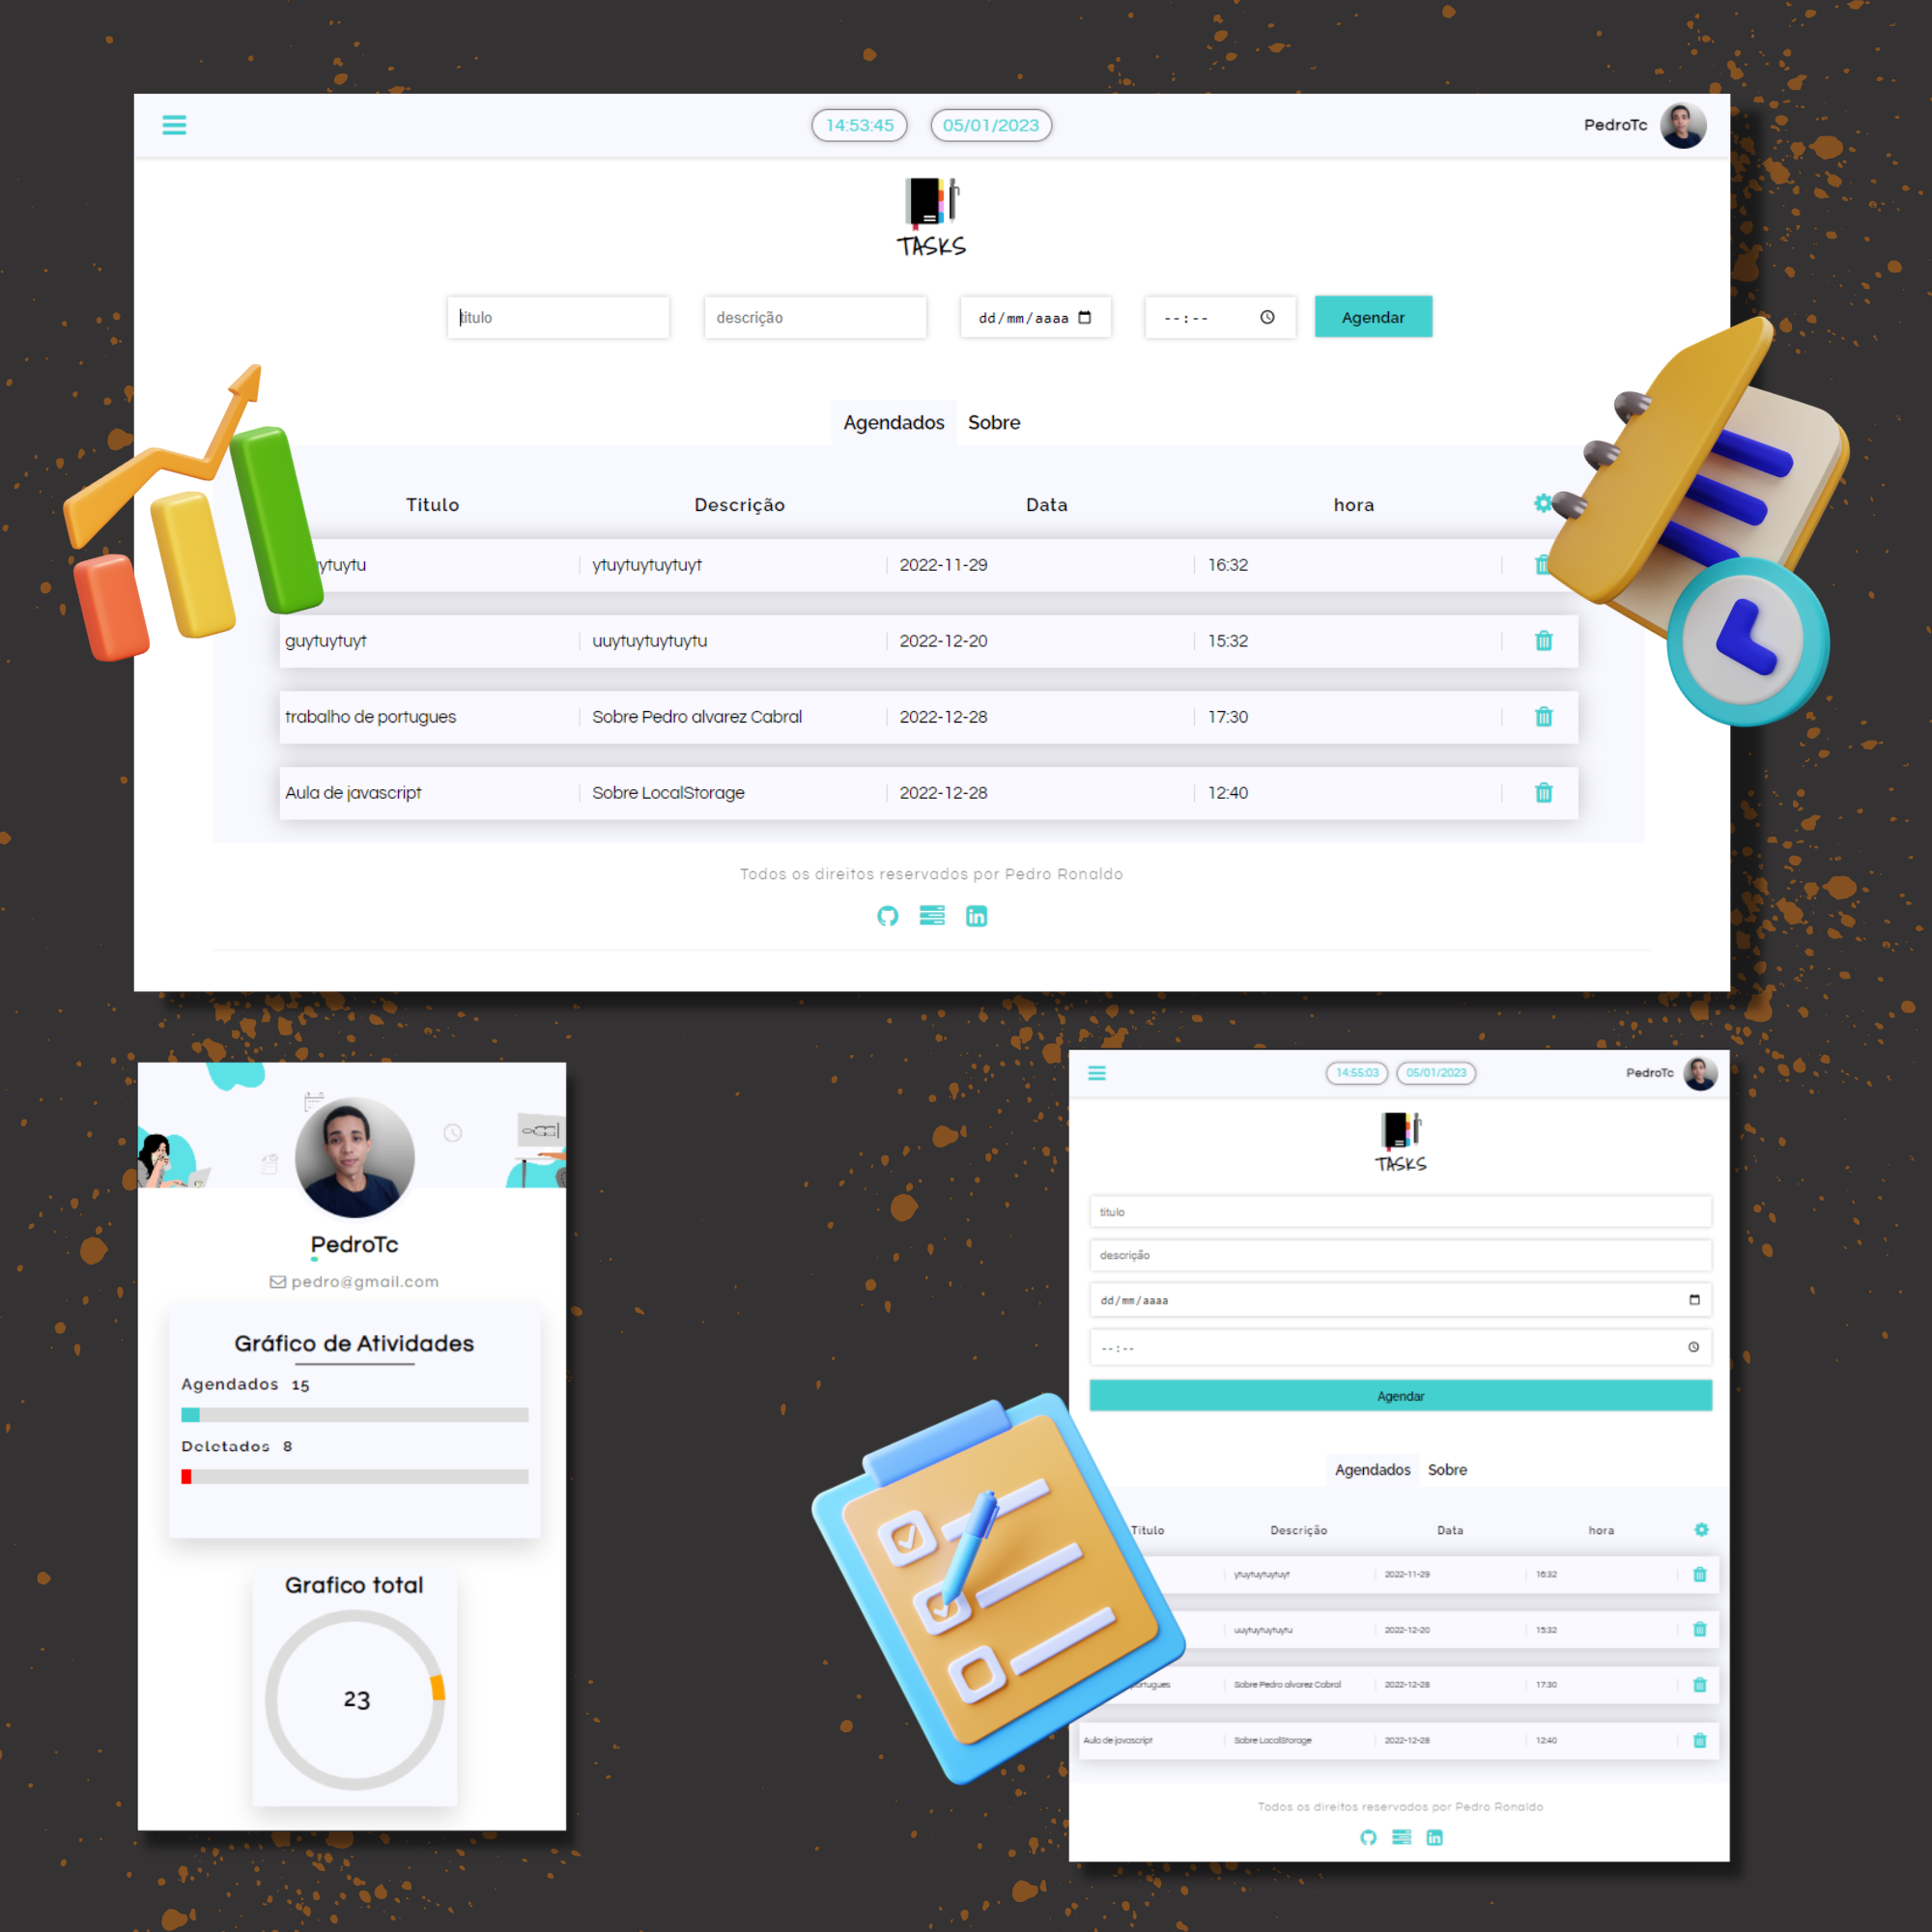 14:53:45 05/01/2023 PedroTc
TASKS
titulo descrição dd/mm/aaaa --:-- Agendar
Agendados Sobre
Titulo Descrição Data hora
ytuytuytuytuyt 2022-11-29 16:32
guytuytuyt uuytuytuytuytu 2022-12-20 15:32
trabalho de portugues Sobre Pedro alvarez Cabral 2022-12-28 17:30
Aula de javascript Sobre LocalStorage 2022-12-28 12:40
Todos os direitos reservados por Pedro Ronaldo
in
PedroTc
pedro@gmail.com
Gráfico de Atividades
Agendados 15
Deletados 8
Grafico total
23
14:55:03 05/01/2023 PedroTc
TASKS
titulo
descrição
dd/mm/aaaa
--:--
Agendar
Agendados Sobre
Titulo Descrição Data hora
ytuytuytuytuyt 2022-11-29 16:32
uuytuytuytuytu 2022-12-20 15:32
Sobre Pedro alvarez Cabral 2022-12-28 17:30
Aula de javascript Sobre LocalStorage 2022-12-28 12:40
Todos os direitos reservados por Pedro Ronaldo
in